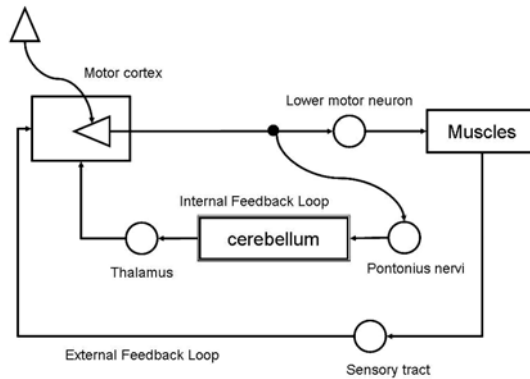 Motor cortex
Lower motor neuron
Muscles
Internal Feedback Loop
cerebellum
Thalamus
Pontonius nervi
External Feedback Loop
Sensory tract